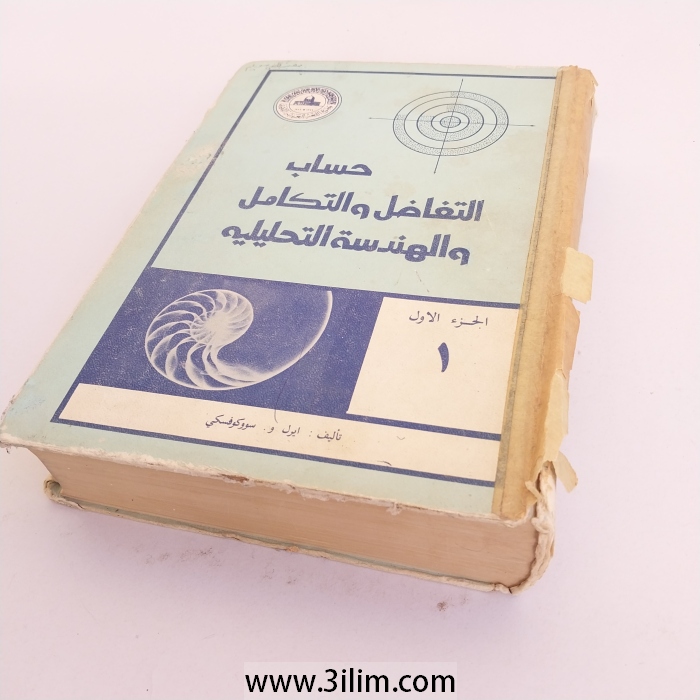 حساب
التفاضل والتكامل
والهندسة التحليليه
الجزء الاول
١
تأليف : ايرل و. سووكوفسكي
www.3ilim.com